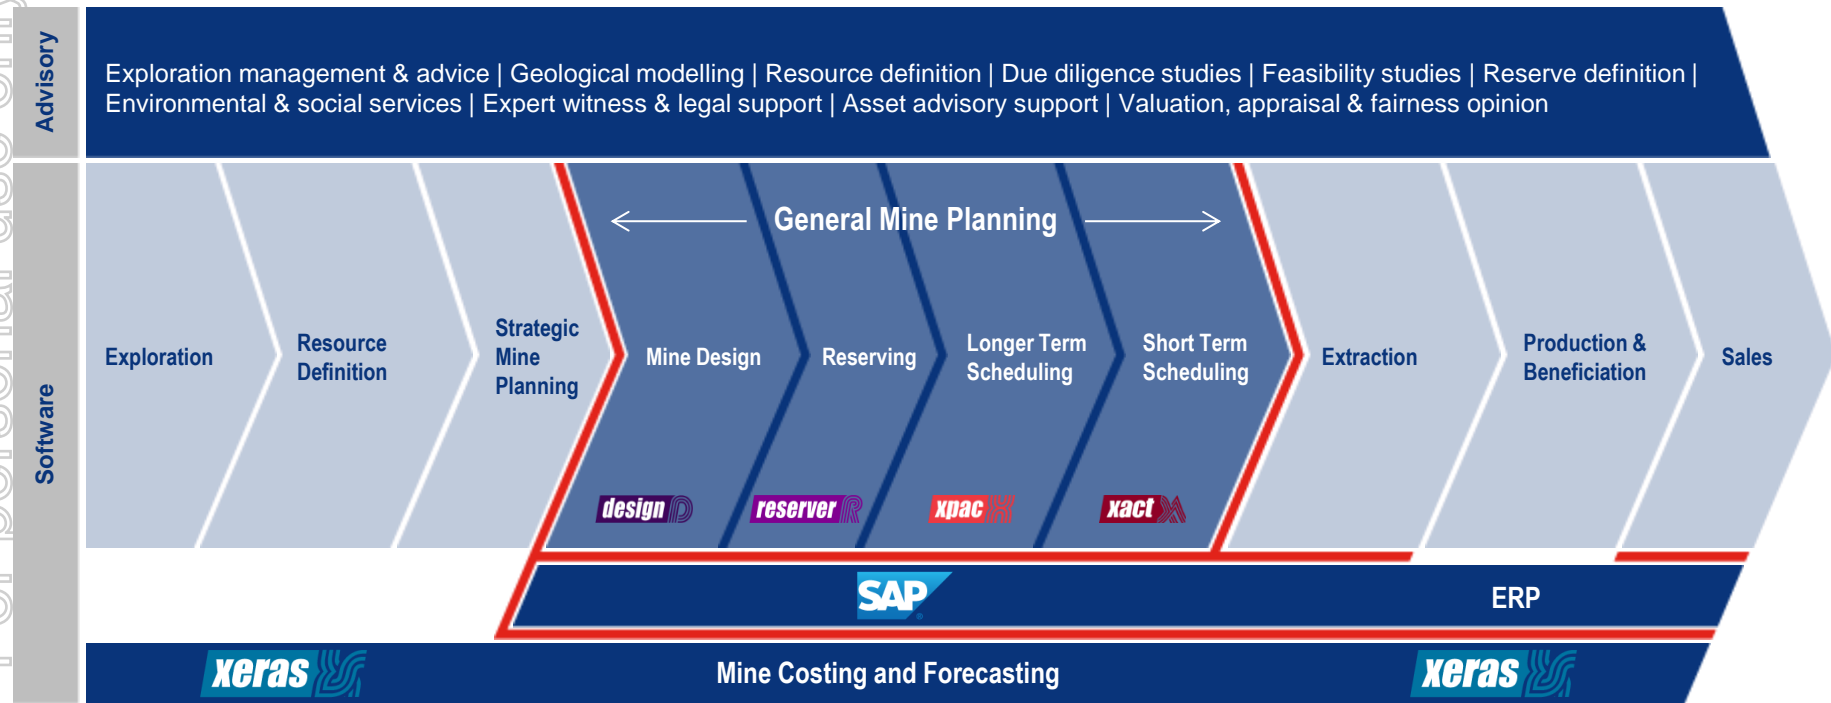 Advisory
Exploration management & advice | Geological modelling | Resource definition | Due diligence studies | Feasibility studies | Reserve definition |
Environmental & social services | Expert witness & legal support | Asset advisory support | Valuation, appraisal & fairness opinion
Software
General Mine Planning
Exploration
Resource
Definition
Strategic
Mine
Planning
Mine Design
Reserving
Longer Term
Scheduling
Short Term
Scheduling
Extraction
Production &
Beneficiation
Sales
design D
reserver R
xpac
xact
SAP ®
ERP
xeras
Mine Costing and Forecasting
xeras